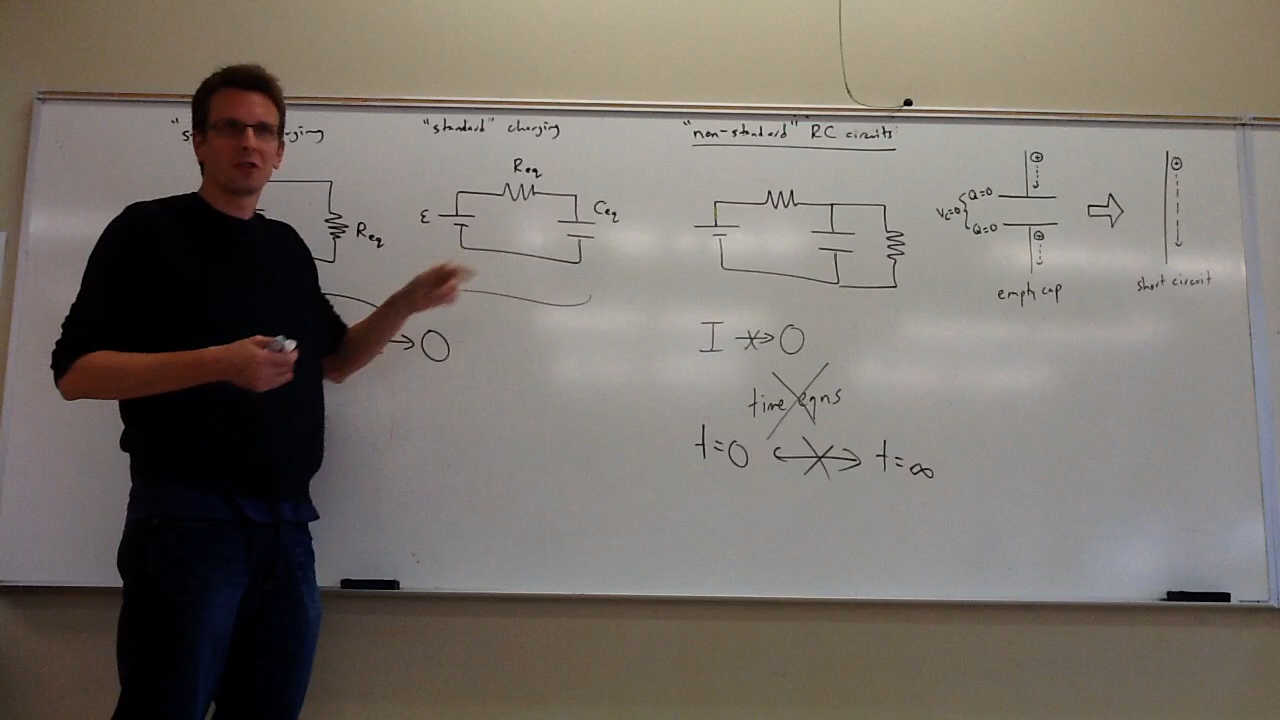 "standard" charging
"non-standard" RC circuits
Req
ε
Req
Ceq
Vc=0
Q=0
Q=0
empty cap
short circuit
→ 0
I → 0
time eqns
t=0 ↔ t=∞